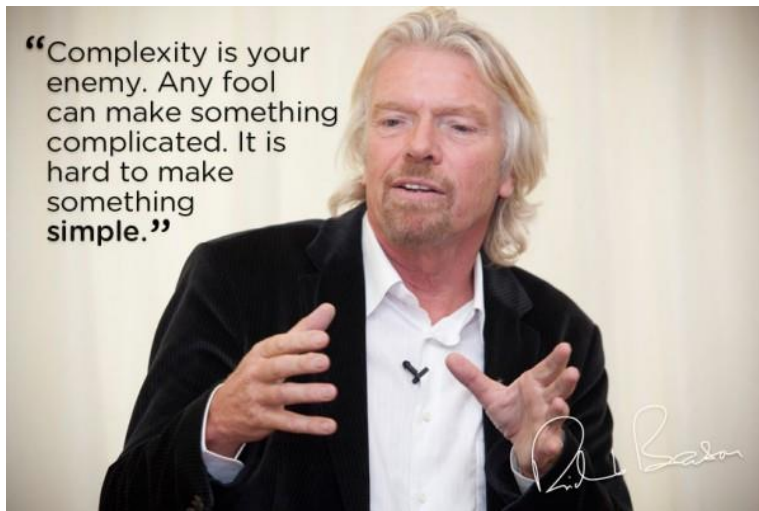 “Complexity is your
enemy. Any fool
can make something
complicated. It is
hard to make
something
simple.”